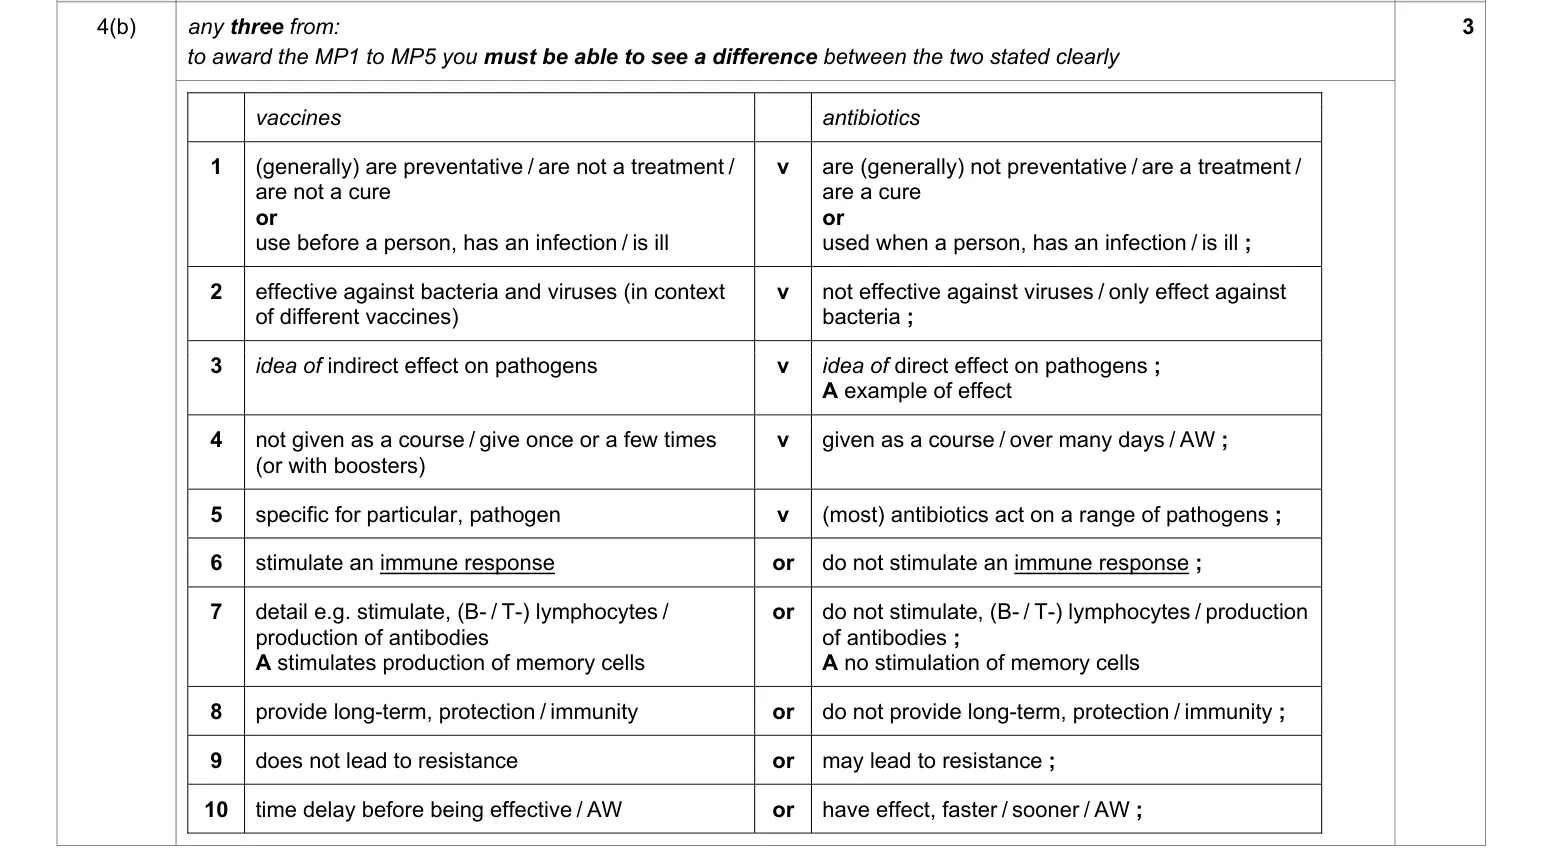 4(b)
any three from:
3
to award the MP1 to MP5 you must be able to see a difference between the two stated clearly
vaccines
antibiotics
1
(generally) are preventative / are not a treatment /
are not a cure
or
use before a person, has an infection / is ill
v
are (generally) not preventative / are a treatment /
are a cure
or
used when a person, has an infection / is ill ;
2
effective against bacteria and viruses (in context
of different vaccines)
v
not effective against viruses / only effect against
bacteria ;
3
idea of indirect effect on pathogens
v
idea of direct effect on pathogens ;
A example of effect
4
not given as a course / give once or a few times
(or with boosters)
v
given as a course / over many days / AW ;
5
specific for particular, pathogen
v
(most) antibiotics act on a range of pathogens ;
6
stimulate an immune response
or
do not stimulate an immune response ;
7
detail e.g. stimulate, (B- / T-) lymphocytes /
production of antibodies
A stimulates production of memory cells
or
do not stimulate, (B- / T-) lymphocytes / production
of antibodies ;
A no stimulation of memory cells
8
provide long-term, protection / immunity
or
do not provide long-term, protection / immunity ;
9
does not lead to resistance
or
may lead to resistance ;
10
time delay before being effective / AW
or
have effect, faster / sooner / AW ;